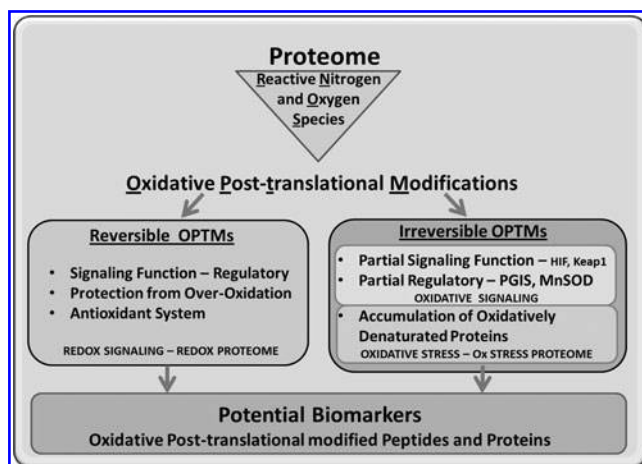 Proteome
Reactive Nitrogen
and Oxygen
Species
Oxidative Post-translational Modifications
Reversible OPTMs
• Signaling Function – Regulatory
• Protection from Over-Oxidation
• Antioxidant System
REDOX SIGNALING – REDOX PROTEOME
Irreversible OPTMs
• Partial Signaling Function – HIF, Keap1
• Partial Regulatory – PGIS, MnSOD
OXIDATIVE SIGNALING
• Accumulation of Oxidatively
Denaturated Proteins
OXIDATIVE STRESS – Ox STRESS PROTEOME
Potential Biomarkers
Oxidative Post-translational modified Peptides and Proteins